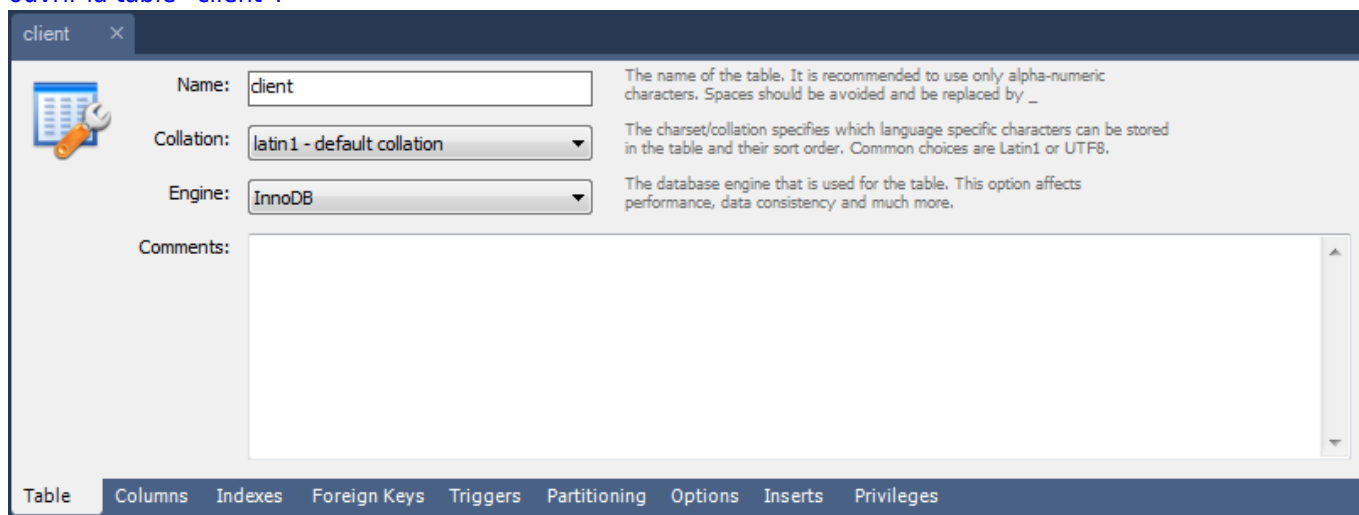 ouvrir la table "client".
client ×
Name: client
The name of the table. It is recommended to use only alpha-numeric
characters. Spaces should be avoided and be replaced by _
Collation: latin1 - default collation
The charset/collation specifies which language specific characters can be stored
in the table and their sort order. Common choices are Latin1 or UTF8.
Engine: InnoDB
The database engine that is used for the table. This option affects
performance, data consistency and much more.
Comments:
Table Columns Indexes Foreign Keys Triggers Partitioning Options Inserts Privileges